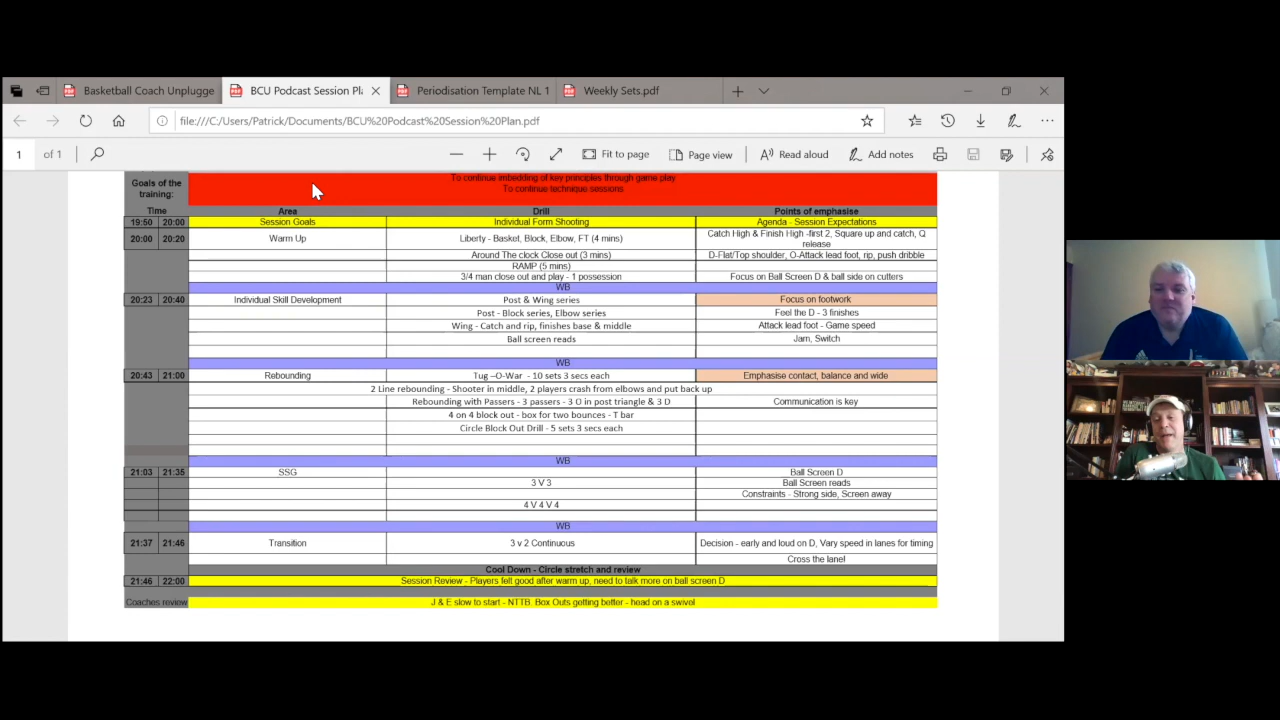 Basketball Coach Unplugge
BCU Podcast Session Pl
Periodisation Template NL 1
Weekly Sets.pdf
file:///C:/Users/Patrick/Documents/BCU%20Podcast%20Session%20Plan.pdf
1 of 1
Fit to page
Page view
Read aloud
Add notes
Goals of the training:
To continue imbedding of key principles through game play
To continue technique sessions
Time Area Drill Points of emphasise
19:50 20:00 Session Goals Individual Form Shooting Agenda - Session Expectations
20:00 20:20 Warm Up Liberty - Basket, Block, Elbow, FT (4 mins) Catch High & Finish High -first 2, Square up and catch, Q release
Around The clock Close out (3 mins) D-Flat/Top shoulder, O-Attack lead foot, rip, push dribble
RAMP (5 mins)
3/4 man close out and play - 1 possession Focus on Ball Screen D & ball side on cutters
WB
20:23 20:40 Individual Skill Development Post & Wing series Focus on footwork
Post - Block series, Elbow series Feel the D - 3 finishes
Wing - Catch and rip, finishes base & middle Attack lead foot - Game speed
Ball screen reads Jam, Switch
WB
20:43 21:00 Rebounding Tug –O-War - 10 sets 3 secs each Emphasise contact, balance and wide
2 Line rebounding - Shooter in middle, 2 players crash from elbows and put back up
Rebounding with Passers - 3 passers - 3 O in post triangle & 3 D Communication is key
4 on 4 block out - box for two bounces - T bar
Circle Block Out Drill - 5 sets 3 secs each
WB
21:03 21:35 SSG Ball Screen D
3 V 3 Ball Screen reads
Constraints - Strong side, Screen away
4 V 4 V 4
WB
21:37 21:46 Transition 3 v 2 Continuous Decision - early and loud on D, Vary speed in lanes for timing
Cross the lane!
Cool Down - Circle stretch and review
21:46 22:00 Session Review - Players felt good after warm up, need to talk more on ball screen D
Coaches review J & E slow to start - NTTB. Box Outs getting better - head on a swivel